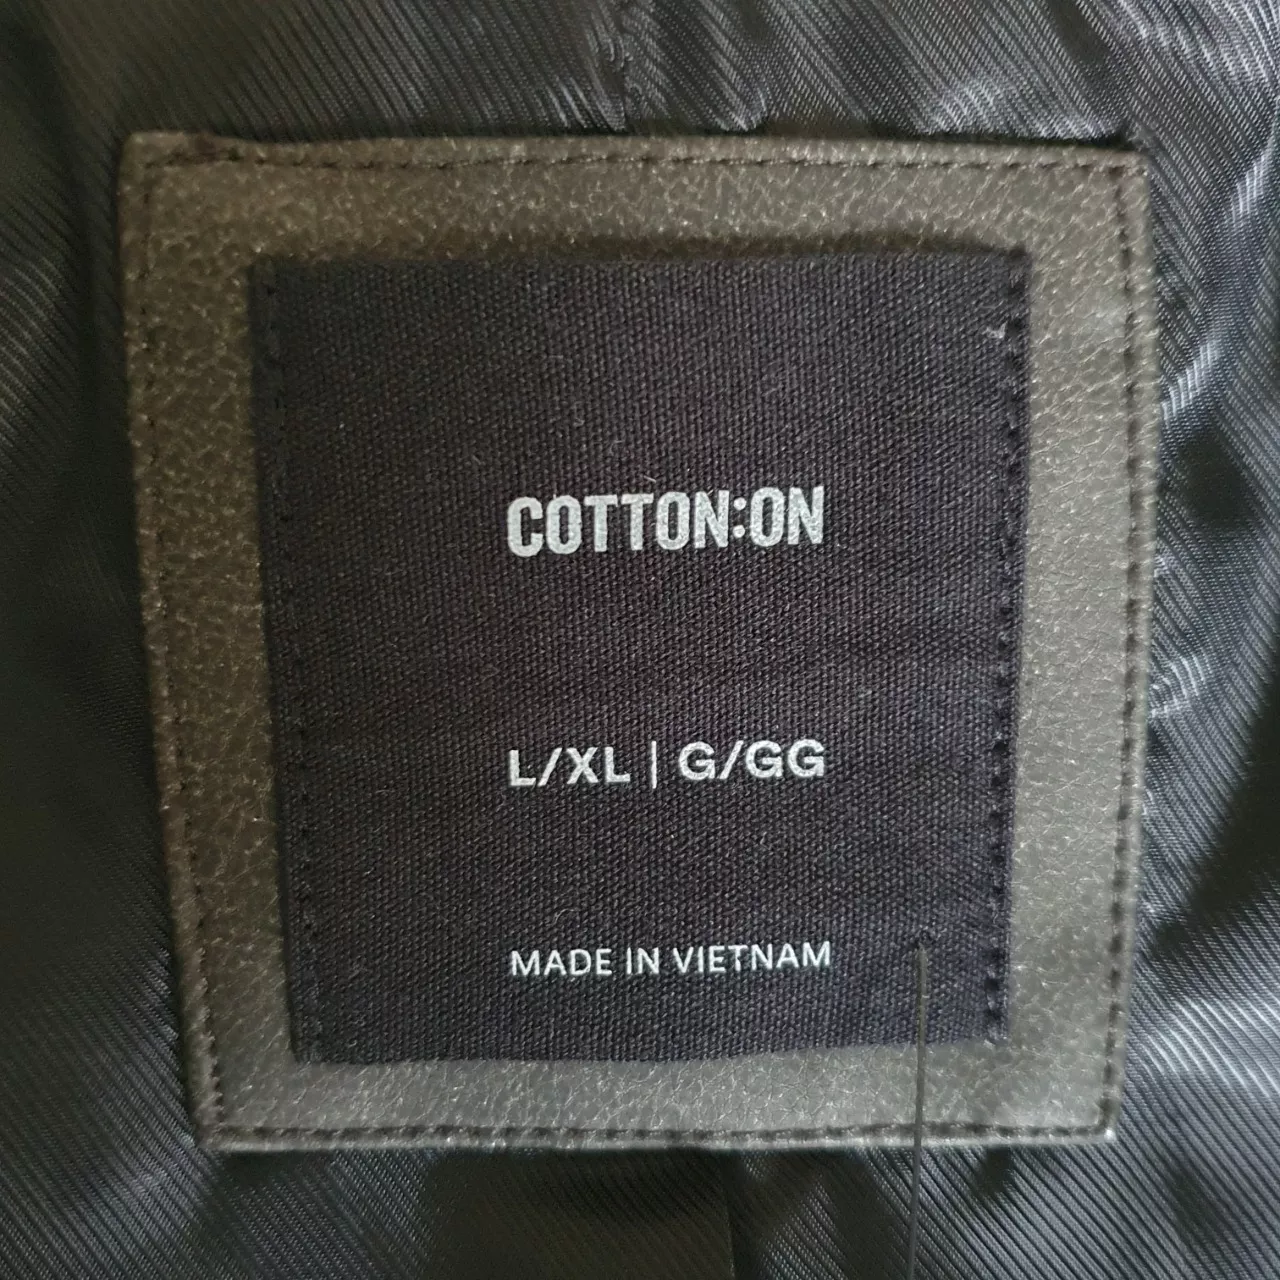 COTTON:ON
L/XL | G/GG
MADE IN VIETNAM